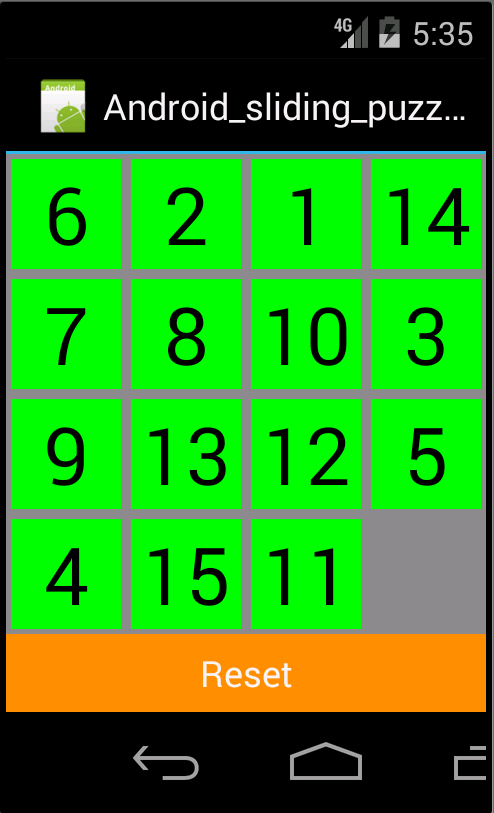 4G 5:35
Android
Android_sliding_puzz...
6 2 1 14
7 8 10 3
9 13 12 5
4 15 11
Reset